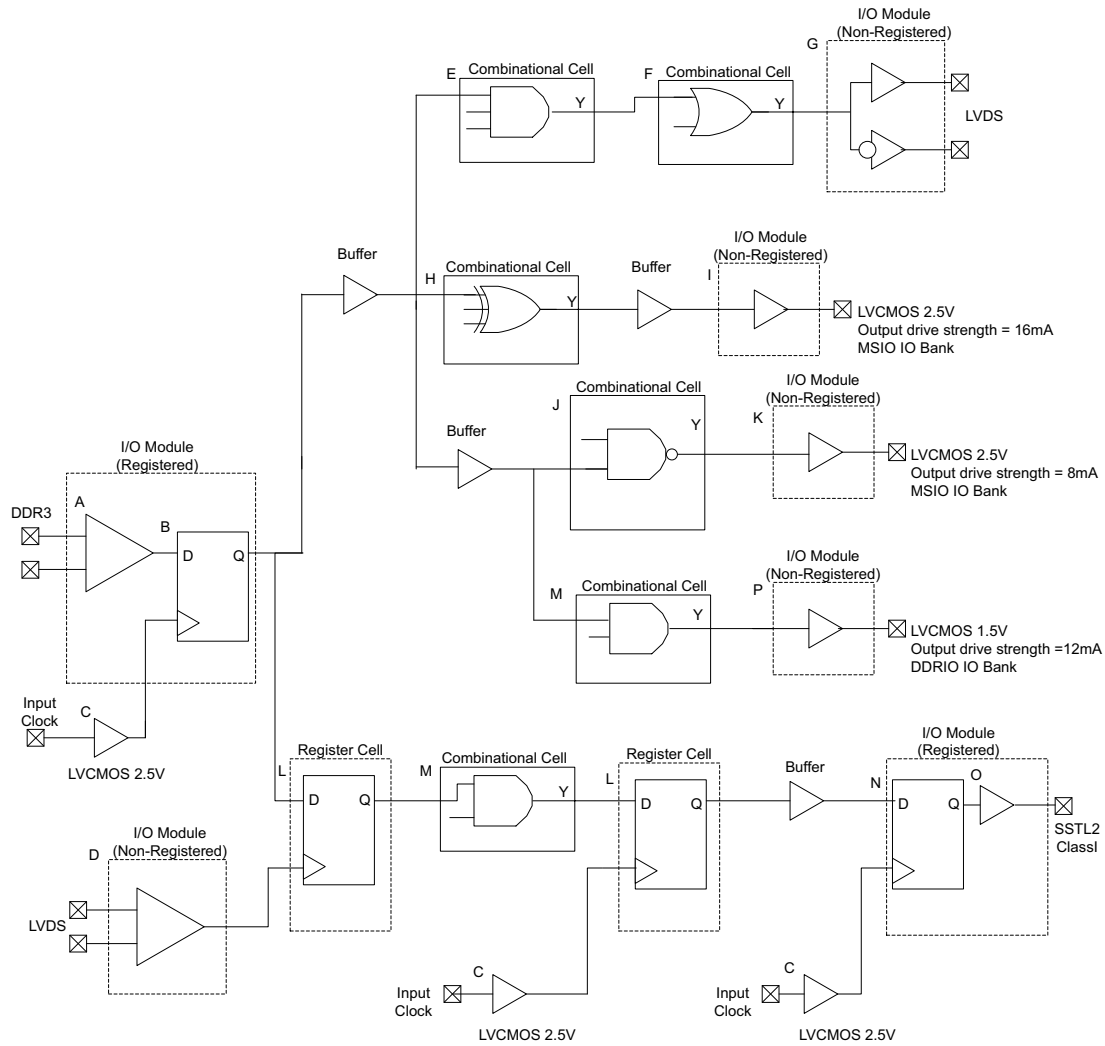 I/O Module
(Non-Registered)
G
Combinational Cell
E
Y
Combinational Cell
F
Y
LVDS
I/O Module
(Non-Registered)
Buffer
H
Combinational Cell
Y
Buffer
I
LVCMOS 2.5V
Output drive strength = 16mA
MSIO IO Bank
I/O Module
(Non-Registered)
Combinational Cell
J
Y
K
Buffer
LVCMOS 2.5V
Output drive strength = 8mA
MSIO IO Bank
I/O Module
(Registered)
DDR3
A
B
D
Q
I/O Module
(Non-Registered)
Combinational Cell
M
Y
P
LVCMOS 1.5V
Output drive strength =12mA
DDRIO IO Bank
Input
Clock
C
LVCMOS 2.5V
Register Cell
L
D
Q
Combinational Cell
M
Y
Register Cell
L
D
Q
Buffer
I/O Module
(Registered)
N
D
Q
O
SSTL2
ClassI
I/O Module
(Non-Registered)
D
LVDS
Input
Clock
C
LVCMOS 2.5V
Input
Clock
C
LVCMOS 2.5V